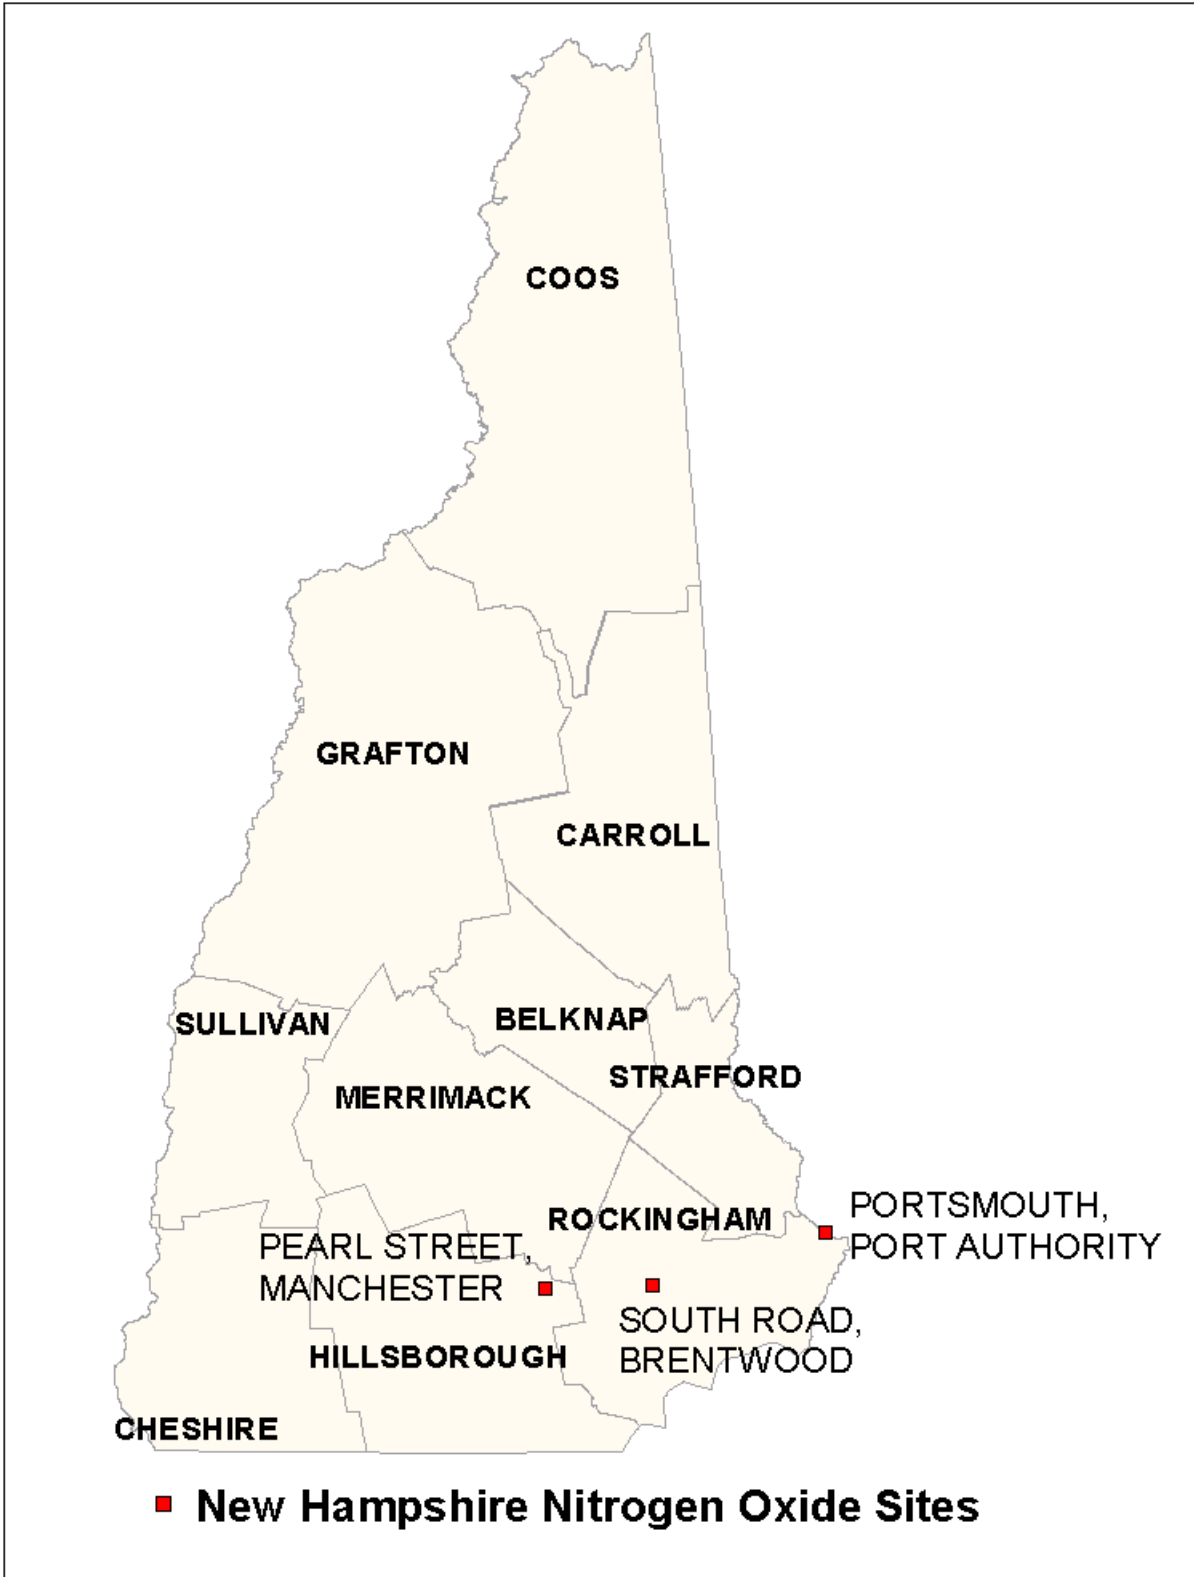 COOS
GRAFTON
CARROLL
SULLIVAN
BELKNAP
STRAFFORD
MERRIMACK
PORTSMOUTH,
PORT AUTHORITY
ROCKINGHAM
PEARL STREET,
MANCHESTER
SOUTH ROAD,
BRENTWOOD
HILLSBOROUGH
CHESHIRE
New Hampshire Nitrogen Oxide Sites